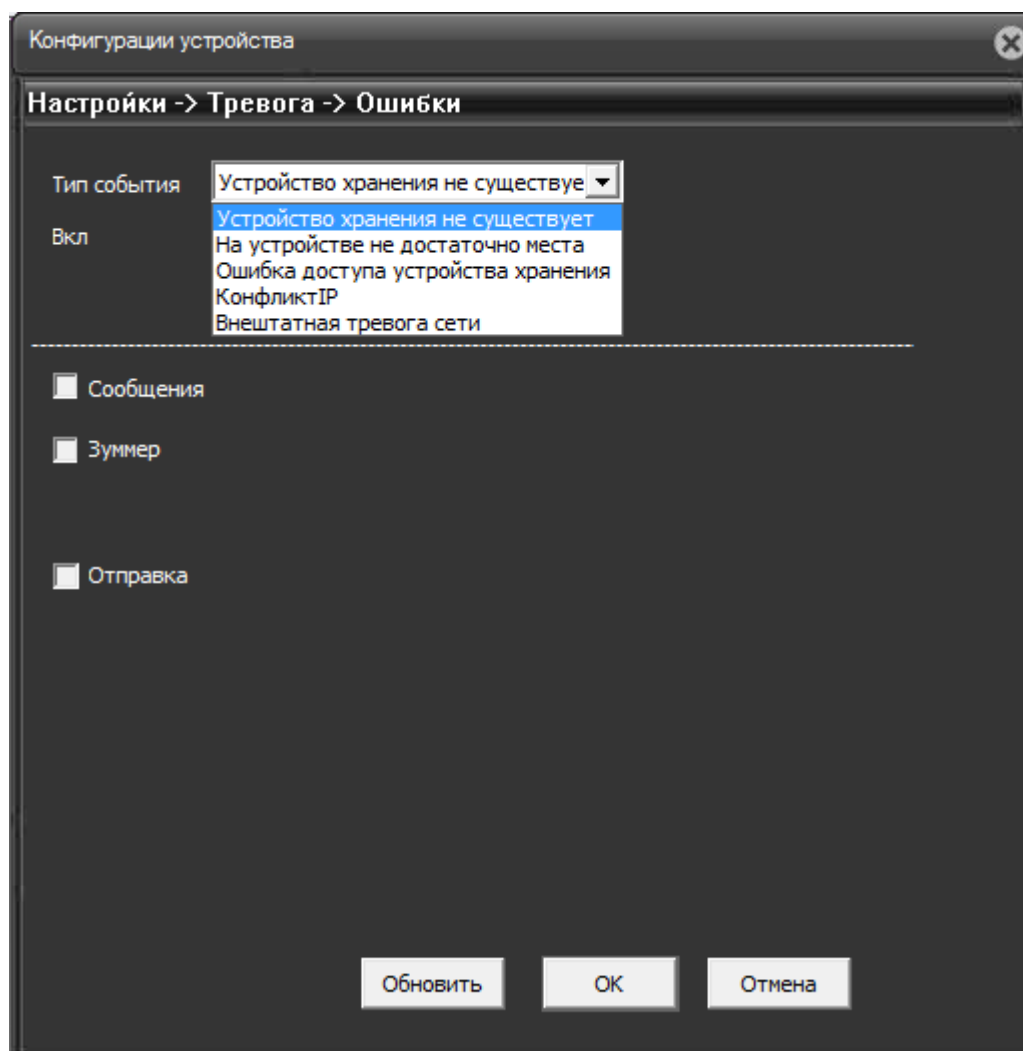 Конфигурации устройства
Настройки -> Тревога -> Ошибки
Тип события
Устройство хранения не существуе
Устройство хранения не существует
Вкл
На устройстве не достаточно места
Ошибка доступа устройства хранения
КонфликтIP
Внештатная тревога сети
Сообщения
Зуммер
Отправка
Обновить
OK
Отмена